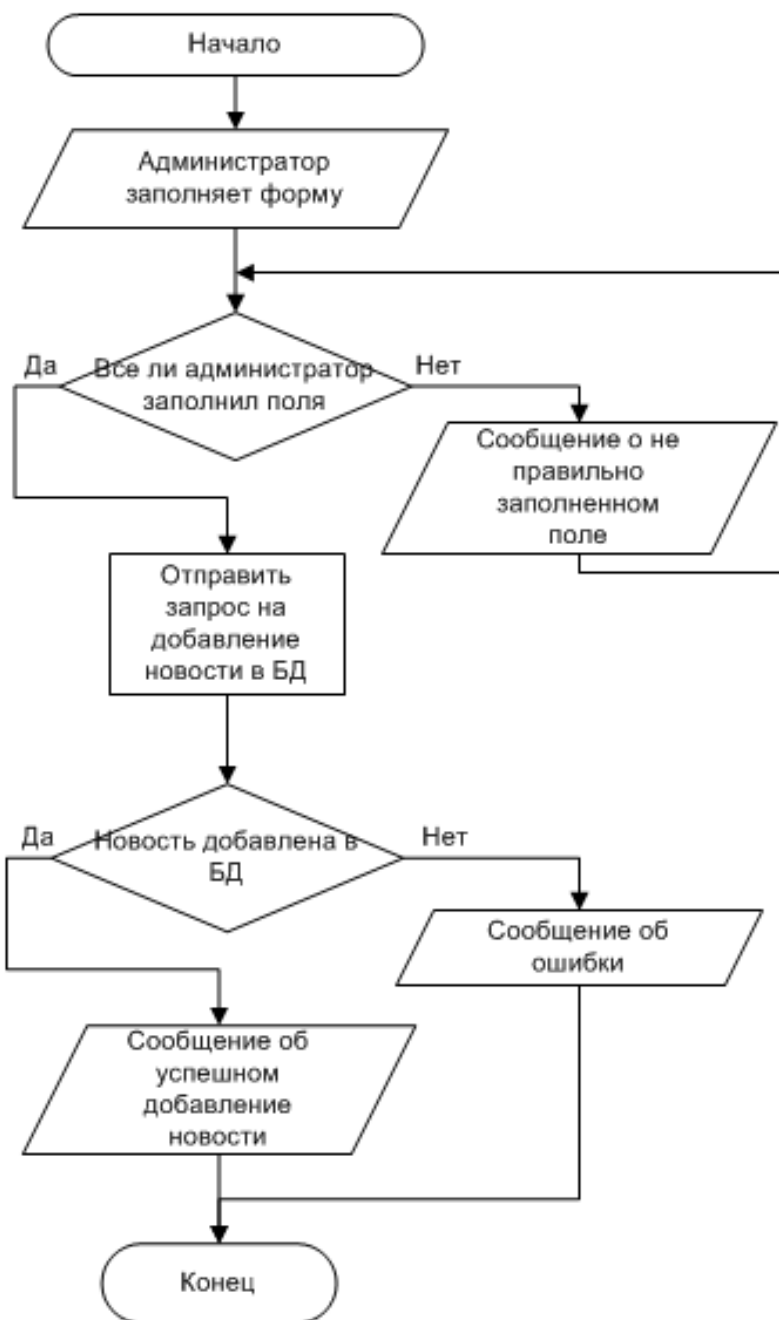 Начало
Администратор
заполняет форму
Да
Все ли администратор
заполнил поля
Нет
Сообщение о не
правильно
заполненном
поле
Отправить
запрос на
добавление
новости в БД
Да
Новость добавлена в
БД
Нет
Сообщение об
ошибки
Сообщение об
успешном
добавление
новости
Конец